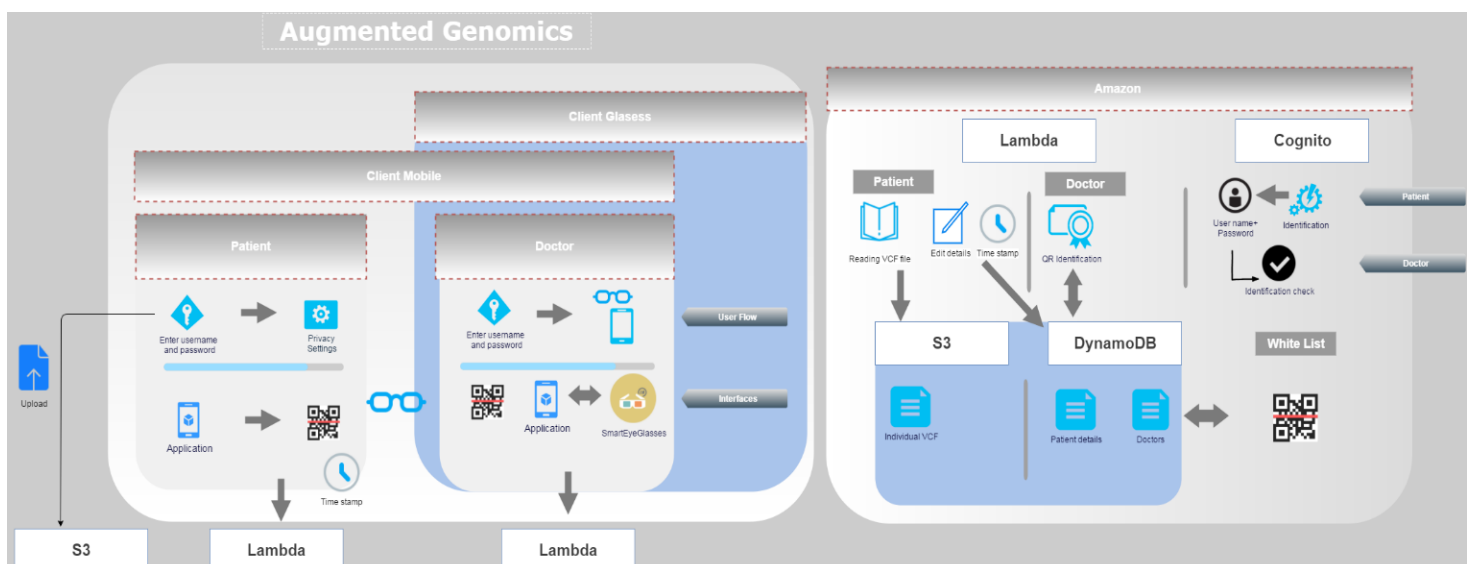 Augmented Genomics
Client Glasess
Client Mobile
Patient
Doctor
Enter username
and password
Privacy
Settings
Enter username
and password
User Flow
Upload
Application
Time stamp
Application
SmartEyeGlasses
Interfaces
S3
Lambda
Lambda
Amazon
Lambda
Cognito
Patient
Doctor
Reading VCF file
Edit details
Time stamp
QR Identification
User name+
Password
Identification
Patient
Identification check
Doctor
S3
DynamoDB
White List
Individual VCF
Patient details
Doctors